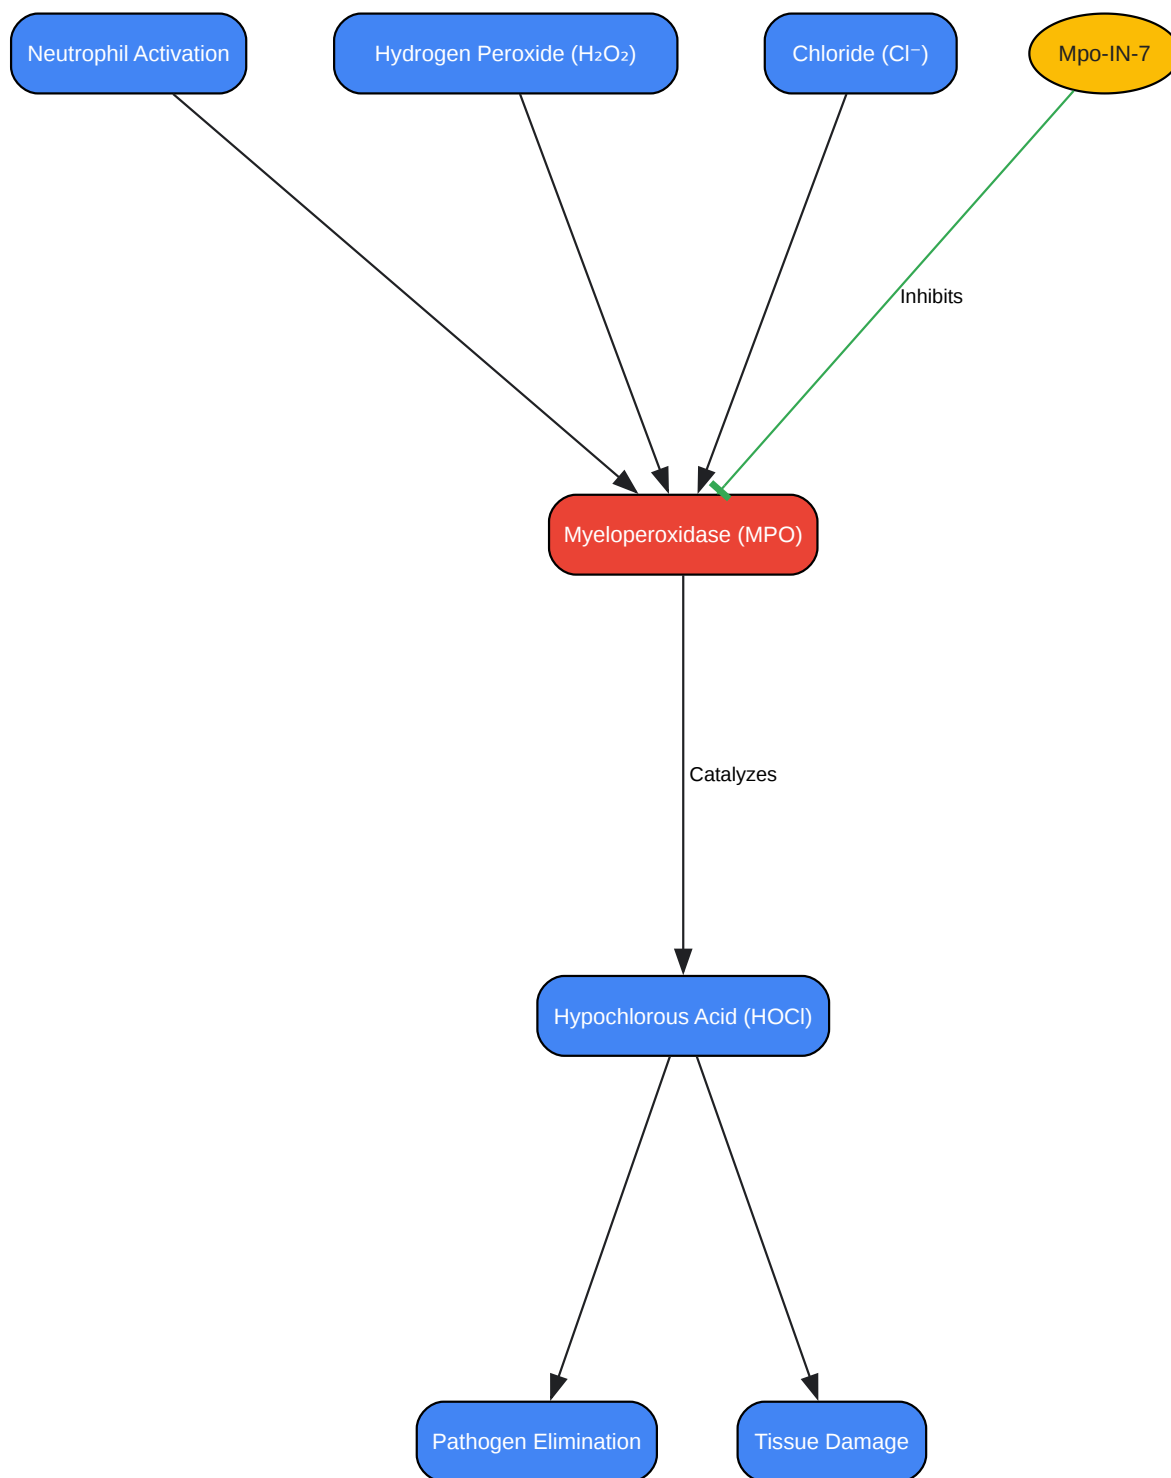 Neutrophil Activation
Hydrogen Peroxide (H₂O₂)
Chloride (Cl⁻)
Mpo-IN-7
Inhibits
Myeloperoxidase (MPO)
Catalyzes
Hypochlorous Acid (HOCl)
Pathogen Elimination
Tissue Damage